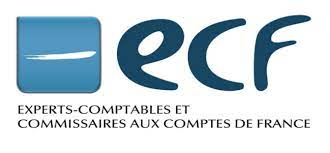 ecf
EXPERTS-COMPTABLES ET
COMMISSAIRES AUX COMPTES DE FRANCE